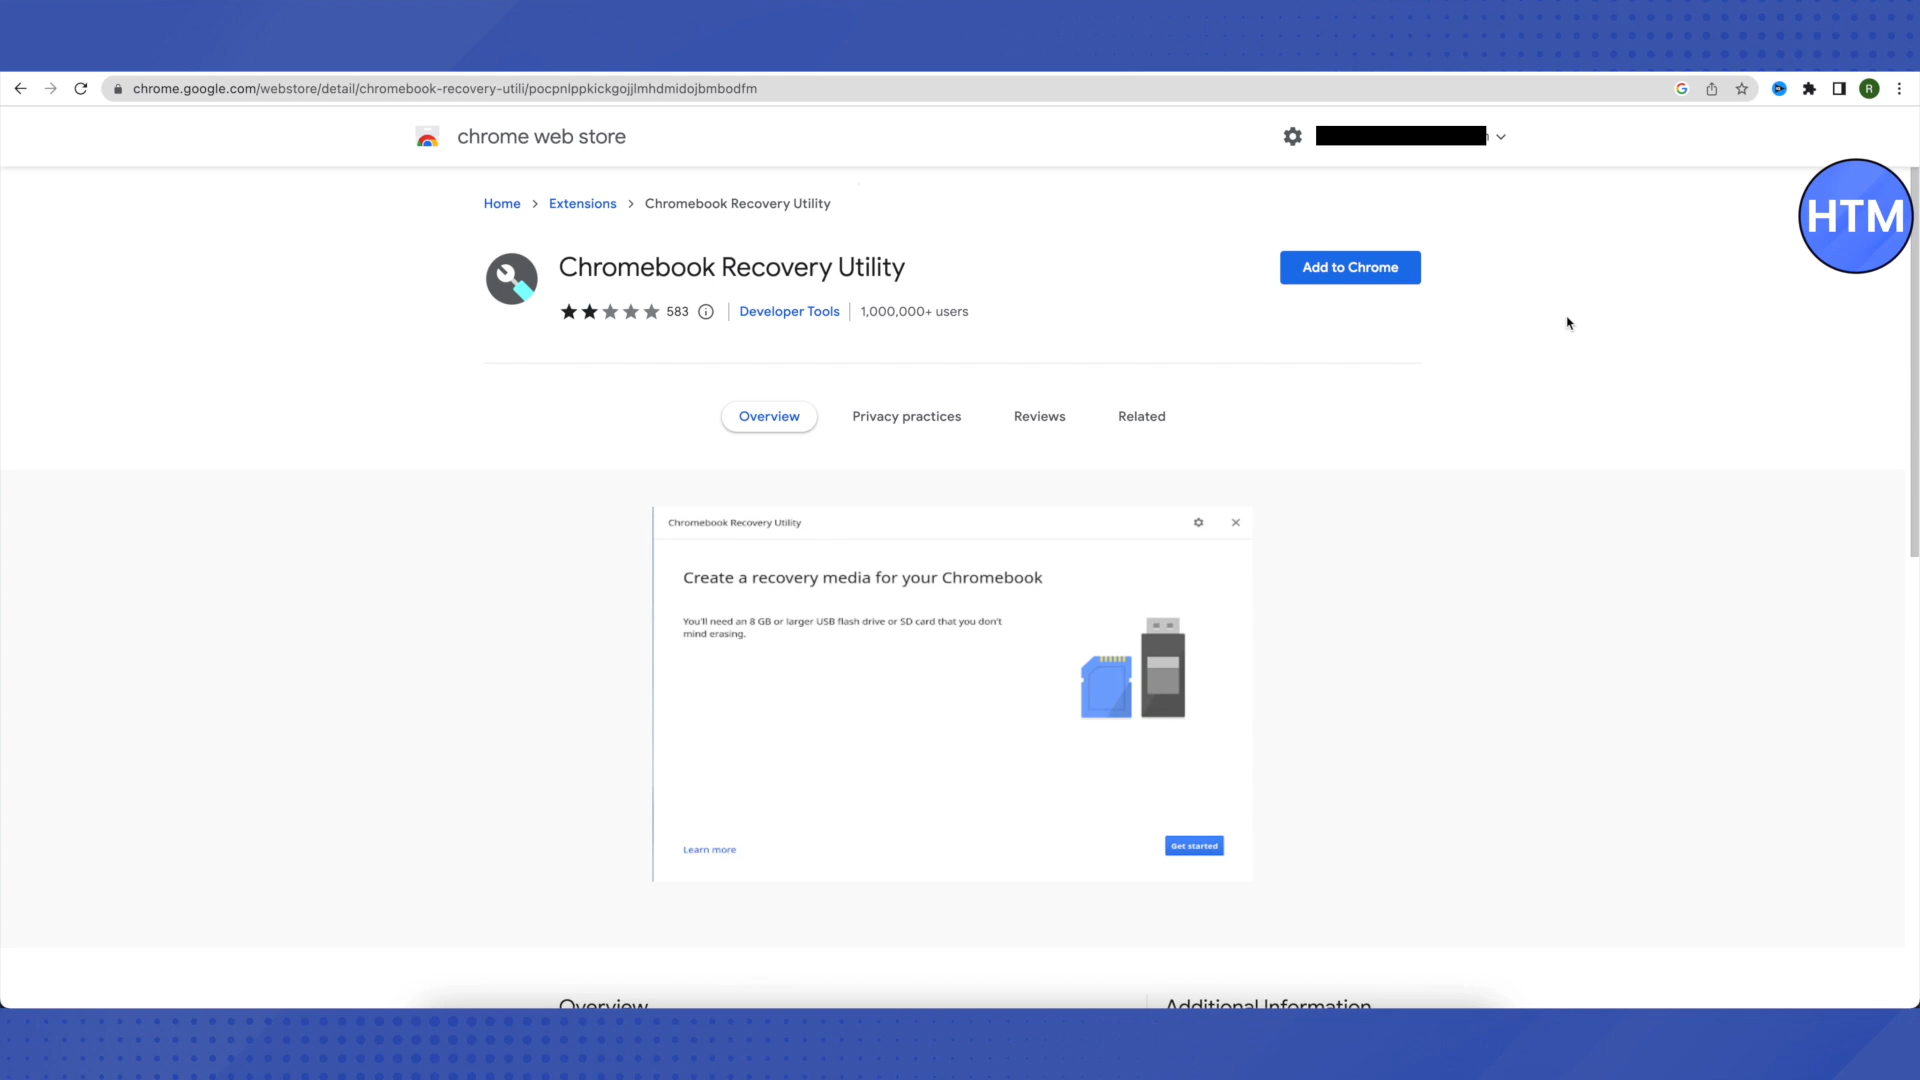 chrome.google.com/webstore/detail/chromebook-recovery-utili/pocpnlppkickgojjlmhdmidojbmbodfm
G
R
chrome web store
HTM
Home > Extensions > Chromebook Recovery Utility
Chromebook Recovery Utility
Add to Chrome
583 Developer Tools 1,000,000+ users
Overview Privacy practices Reviews Related
Chromebook Recovery Utility
Create a recovery media for your Chromebook
You'll need an 8 GB or larger USB flash drive or SD card that you don't
mind erasing.
Learn more
Get started
Overview
Additional Information